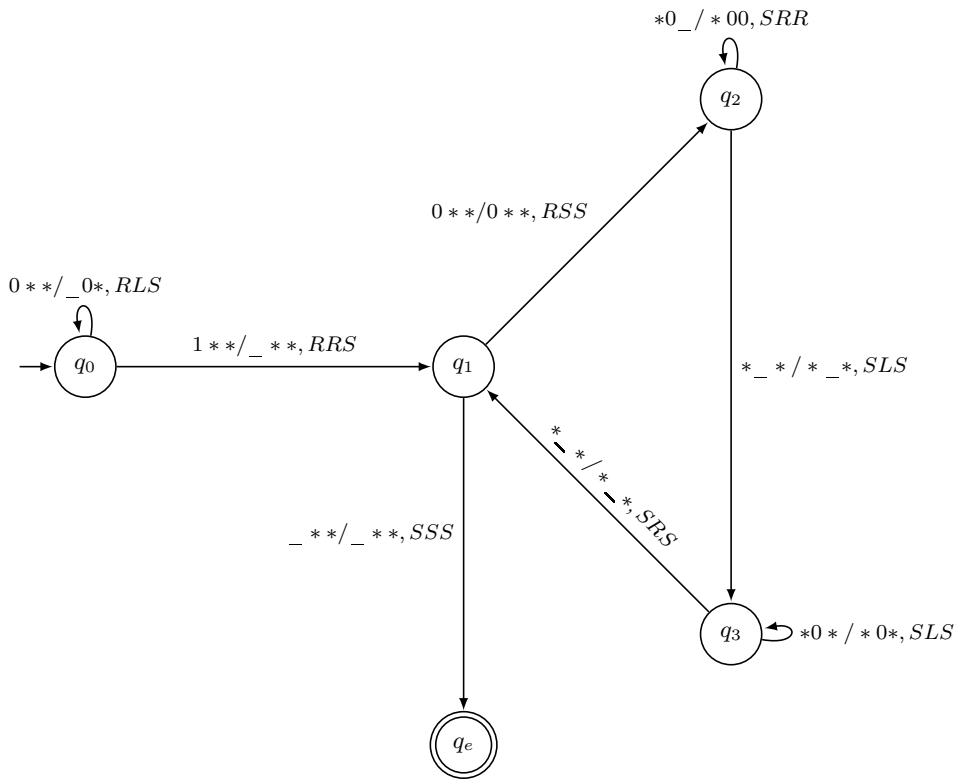 *0_/*00, SRR
q2
0**/0**, RSS
0**/_0*, RLS
1**/_**, RRS
q0
q1
*_*/*_*, SLS
*_*/*_*, SRS
_**/_**, SSS
q3
*0*/*0*, SLS
qe